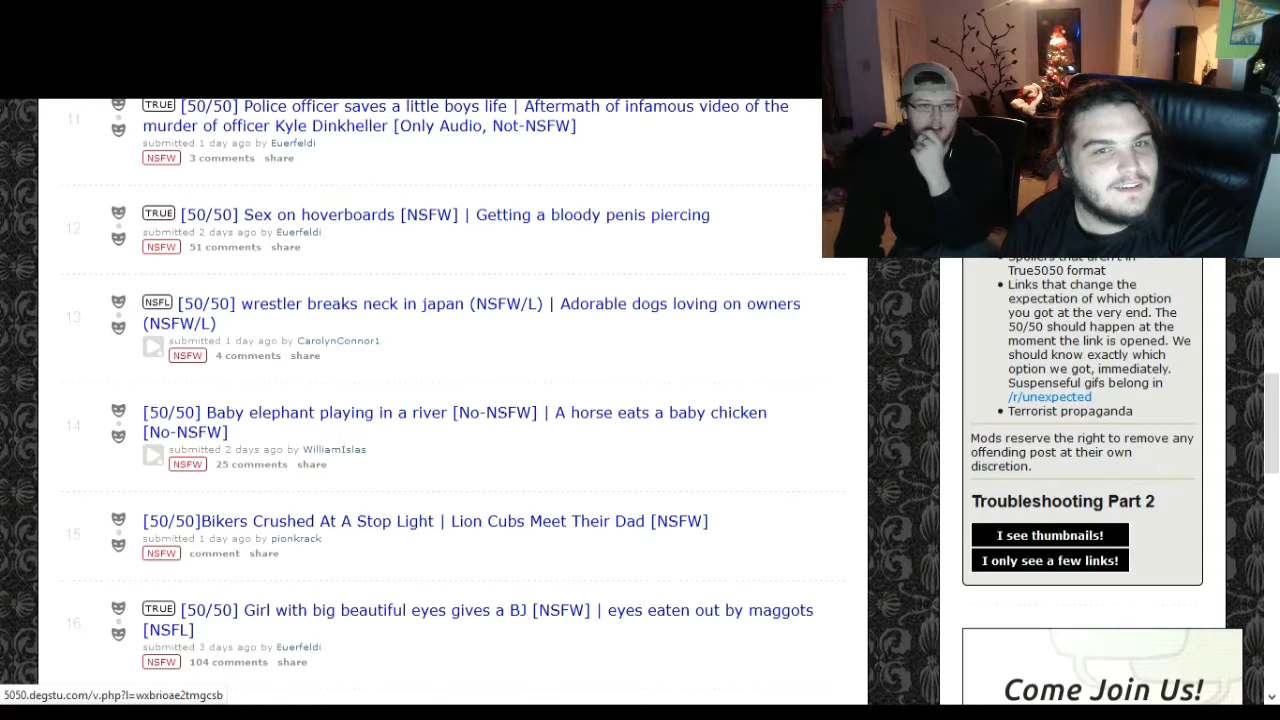 11
TRUE [50/50] Police officer saves a little boys life | Aftermath of infamous video of the
murder of officer Kyle Dinkheller [Only Audio, Not-NSFW]
submitted 1 day ago by Euerfeldi
NSFW 3 comments share
12
TRUE [50/50] Sex on hoverboards [NSFW] | Getting a bloody penis piercing
submitted 2 days ago by Euerfeldi
NSFW 51 comments share
13
NSFL [50/50] wrestler breaks neck in japan (NSFW/L) | Adorable dogs loving on owners
(NSFW/L)
submitted 1 day ago by CarolynConnor1
NSFW 4 comments share
14
[50/50] Baby elephant playing in a river [No-NSFW] | A horse eats a baby chicken
[No-NSFW]
submitted 2 days ago by WilliamIslas
NSFW 25 comments share
15
[50/50]Bikers Crushed At A Stop Light | Lion Cubs Meet Their Dad [NSFW]
submitted 1 day ago by pionkrack
NSFW comment share
16
TRUE [50/50] Girl with big beautiful eyes gives a BJ [NSFW] | eyes eaten out by maggots
[NSFL]
submitted 3 days ago by Euerfeldi
NSFW 104 comments share
5050.degstu.com/v.php?l=wxbrioae2tmgcsb
Spoilers that aren't in
True5050 format
Links that change the
expectation of which option
you got at the very end. The
50/50 should happen at the
moment the link is opened. We
should know exactly which
option we got, immediately.
Suspenseful gifs belong in
/r/unexpected
Terrorist propaganda
Mods reserve the right to remove any
offending post at their own
discretion.
Troubleshooting Part 2
I see thumbnails!
I only see a few links!
Come Join Us!